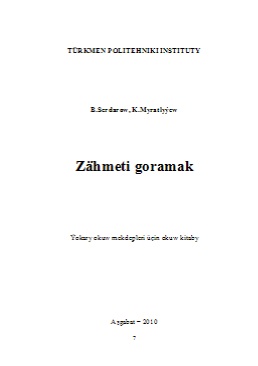 TÜRKMEN POLITEHNIKI INSTITUTY
B.Serdarow, K.Myratlyýew
Zähmeti goramak
Ýokary okuw mekdepleri üçin okuw kitaby
Aşgabat – 2010
7